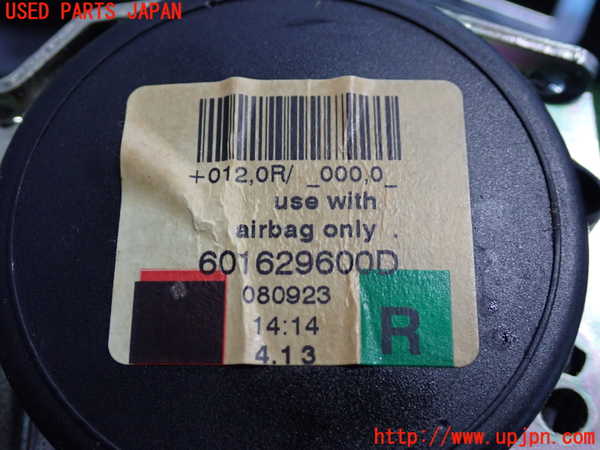 USED PARTS JAPAN
+012,0R/ _000,0_
use with
airbag only .
601629600D
080923
14:14
4.13
R
http://www.upjpn.com/